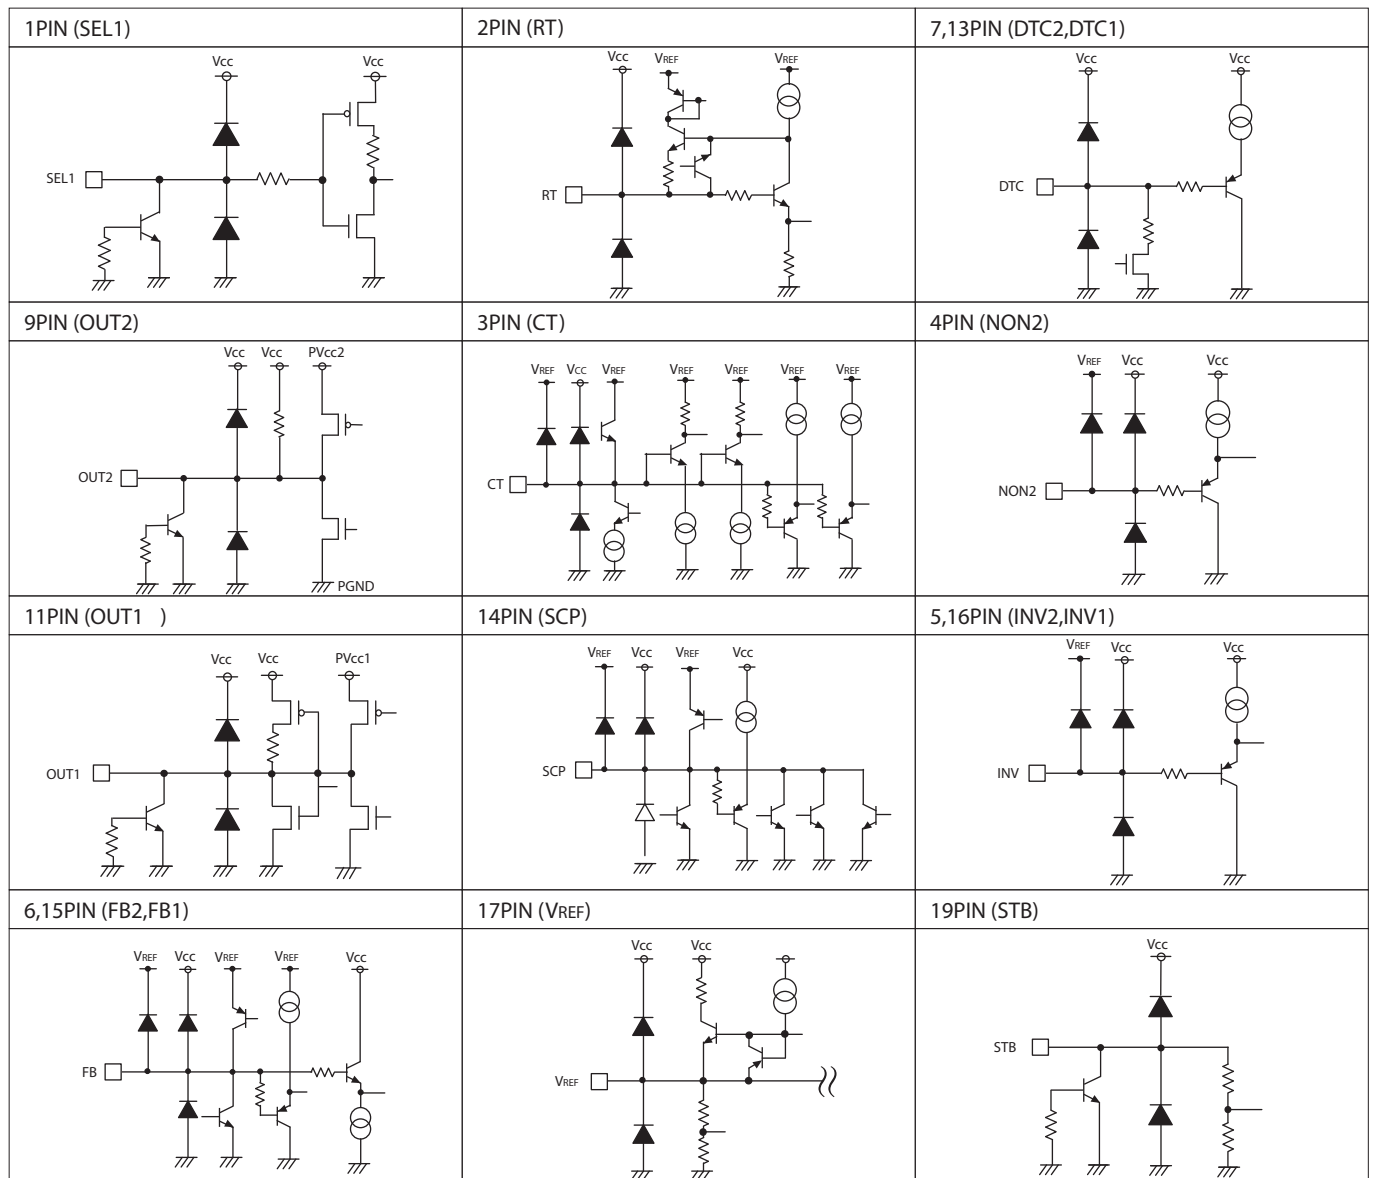 1PIN (SEL1)
Vcc
Vcc
SEL1
2PIN (RT)
Vcc
VREF
VREF
RT
7,13PIN (DTC2,DTC1)
Vcc
Vcc
DTC
9PIN (OUT2)
Vcc
Vcc
PVcc2
OUT2
PGND
3PIN (CT)
VREF
VCC
VREF
VREF
VREF
VREF
VREF
CT
4PIN (NON2)
VREF
Vcc
Vcc
NON2
11PIN (OUT1 )
Vcc
Vcc
PVcc1
OUT1
14PIN (SCP)
VREF
Vcc
VREF
Vcc
SCP
5,16PIN (INV2,INV1)
VREF
Vcc
Vcc
INV
6,15PIN (FB2,FB1)
VREF
Vcc
VREF
VREF
Vcc
FB
17PIN (VREF)
Vcc
Vcc
VREF
19PIN (STB)
Vcc
STB